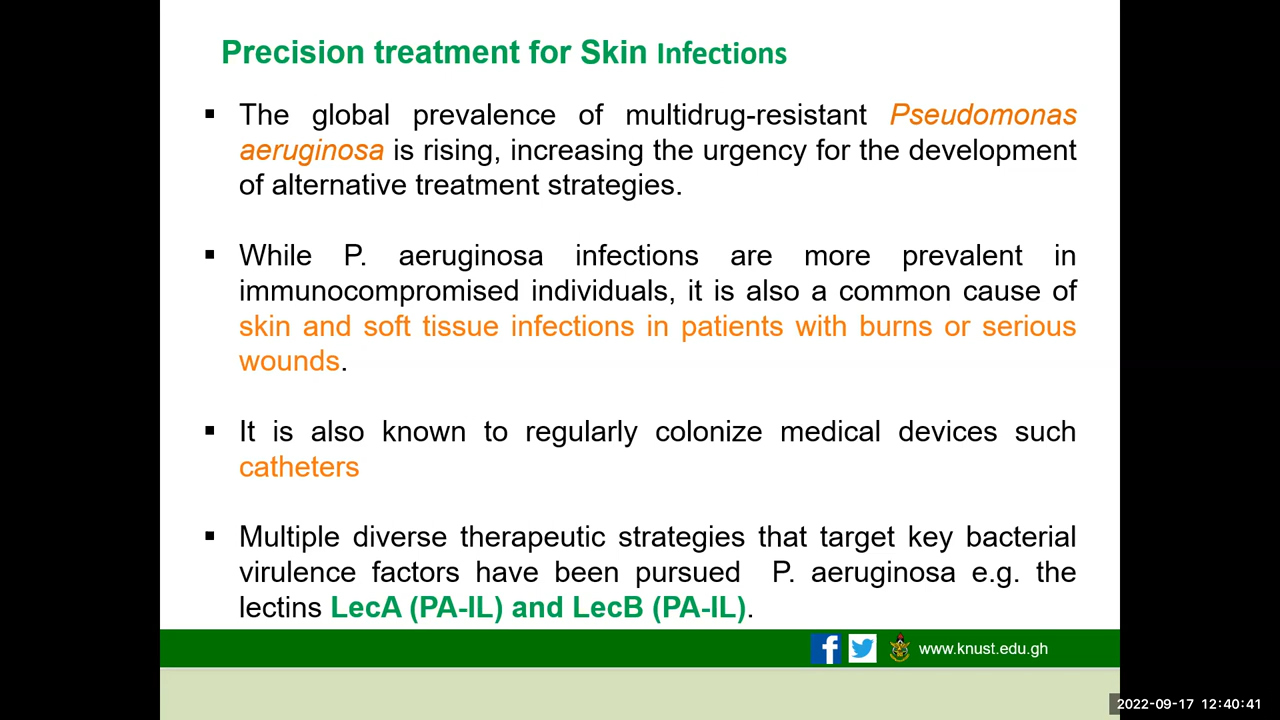 Precision treatment for Skin Infections
▪ The global prevalence of multidrug-resistant Pseudomonas
aeruginosa is rising, increasing the urgency for the development
of alternative treatment strategies.
▪ While P. aeruginosa infections are more prevalent in
immunocompromised individuals, it is also a common cause of
skin and soft tissue infections in patients with burns or serious
wounds.
▪ It is also known to regularly colonize medical devices such
catheters
▪ Multiple diverse therapeutic strategies that target key bacterial
virulence factors have been pursued P. aeruginosa e.g. the
lectins LecA (PA-IL) and LecB (PA-IL).
www.knust.edu.gh
2022-09-17 12:40:41